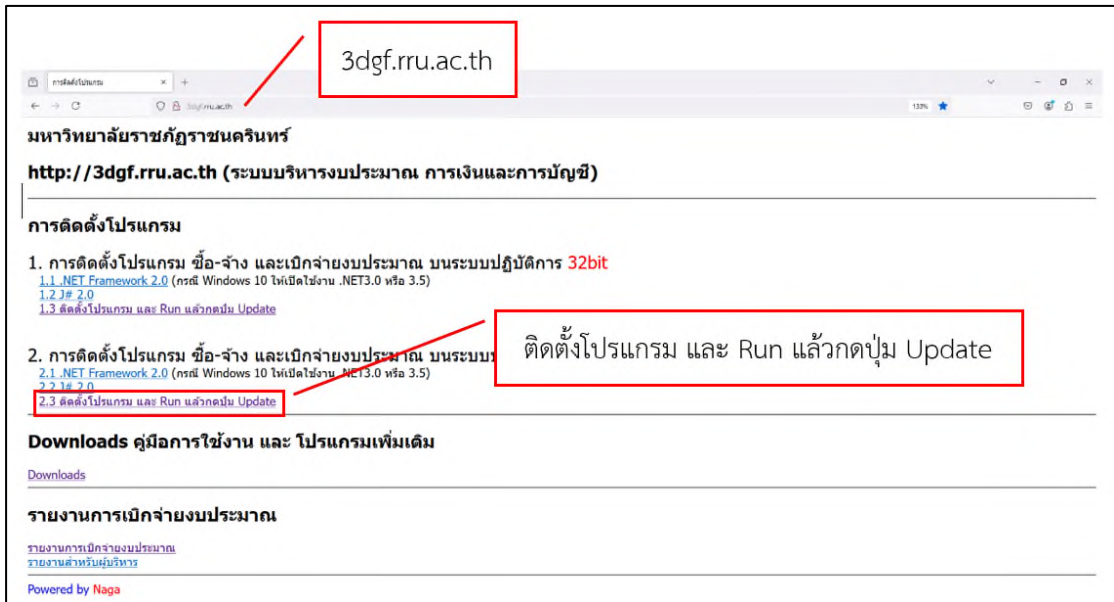 3dgf.rru.ac.th
การติดตั้งโปรแกรม
3dgf.rru.ac.th
133%
มหาวิทยาลัยราชภัฏราชนครินทร์
http://3dgf.rru.ac.th (ระบบบริหารงบประมาณ การเงินและการบัญชี)
การติดตั้งโปรแกรม
1. การติดตั้งโปรแกรม ซื้อ-จ้าง และเบิกจ่ายงบประมาณ บนระบบปฏิบัติการ 32bit
1.1 .NET Framework 2.0 (กรณี Windows 10 ให้เปิดใช้งาน .NET3.0 หรือ 3.5)
1.2 J# 2.0
1.3 ติดตั้งโปรแกรม และ Run แล้วกดปุ่ม Update
ติดตั้งโปรแกรม และ Run แล้วกดปุ่ม Update
2. การติดตั้งโปรแกรม ซื้อ-จ้าง และเบิกจ่ายงบประมาณ
2.1 .NET Framework 2.0 (กรณี Windows 10 ให้เปิดใช้งาน .NET3.0 หรือ 3.5)
2.2 J# 2.0
2.3 ติดตั้งโปรแกรม และ Run แล้วกดปุ่ม Update
Downloads คู่มือการใช้งาน และ โปรแกรมเพิ่มเติม
Downloads
รายงานการเบิกจ่ายงบประมาณ
รายงานการเบิกจ่ายงบประมาณ
รายงานสำหรับผู้บริหาร
Powered by Naga